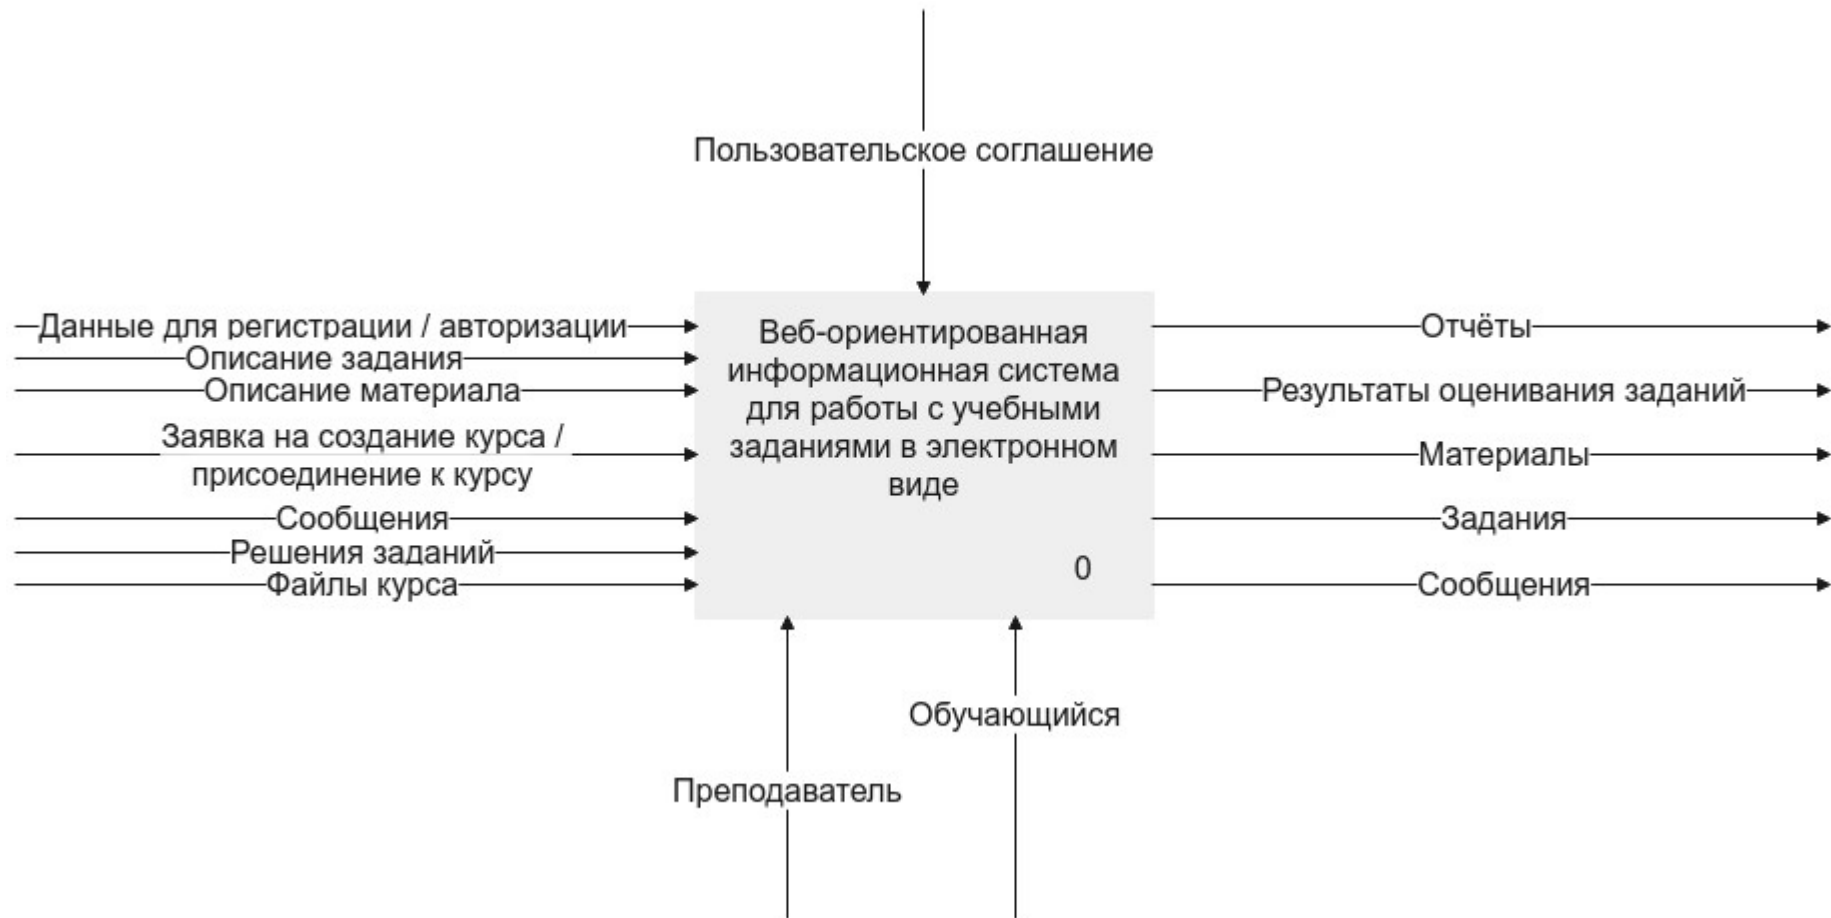 Пользовательское соглашение
Данные для регистрации / авторизации
Описание задания
Описание материала
Заявка на создание курса /
присоединение к курсу
Сообщения
Решения заданий
Файлы курса
Веб-ориентированная
информационная система
для работы с учебными
заданиями в электронном
виде
0
Отчёты
Результаты оценивания заданий
Материалы
Задания
Сообщения
Обучающийся
Преподаватель